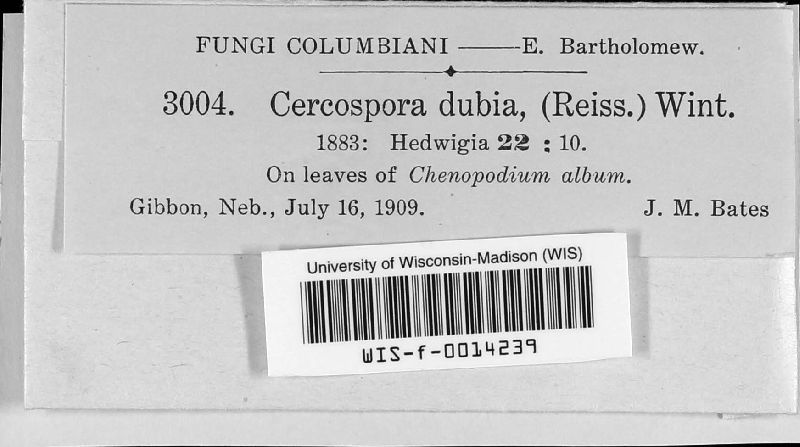 FUNGI COLUMBIANI ——E. Bartholomew.
3004. Cercospora dubia, (Reiss.) Wint.
1883: Hedwigia 22 : 10.
On leaves of Chenopodium album.
Gibbon, Neb., July 16, 1909. J. M. Bates
University of Wisconsin-Madison (WIS)
WIS-f-0014239